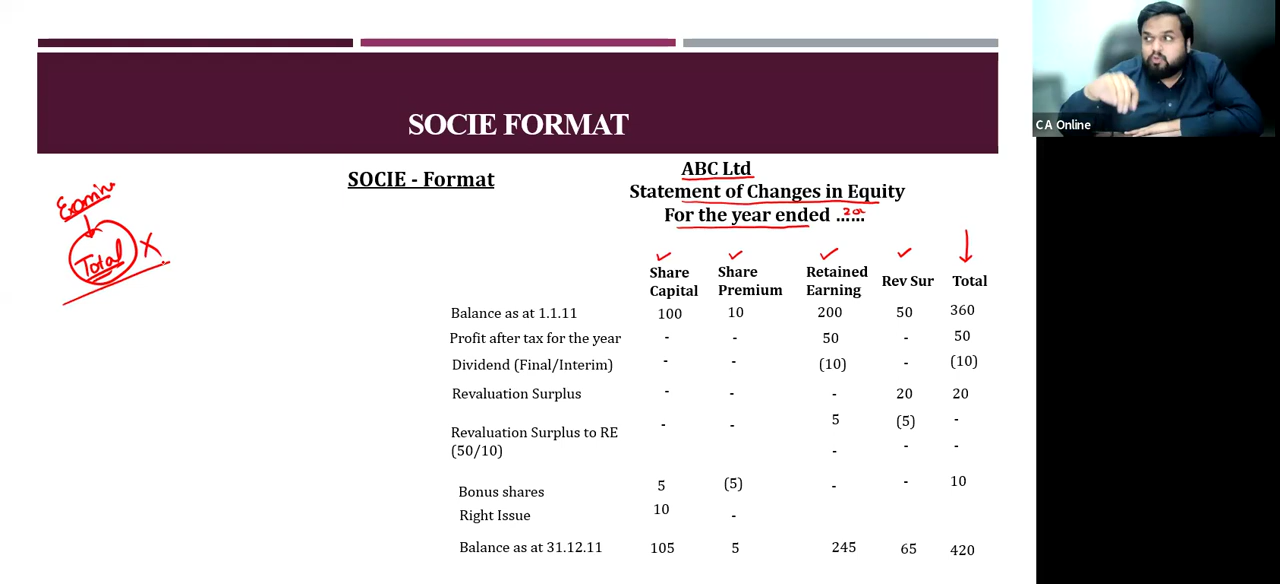 SOCIE FORMAT
C A Online
SOCIE - Format
ABC Ltd
Statement of Changes in Equity
For the year ended ......
Total X
Share Capital Share Premium Retained Earning Rev Sur Total
Balance as at 1.1.11 100 10 200 50 360
Profit after tax for the year - - 50 - 50
Dividend (Final/Interim) - - (10) - (10)
Revaluation Surplus - - - 20 20
Revaluation Surplus to RE - - 5 (5) -
(50/10) - - -
Bonus shares 5 (5) - - 10
Right Issue 10 -
Balance as at 31.12.11 105 5 245 65 420